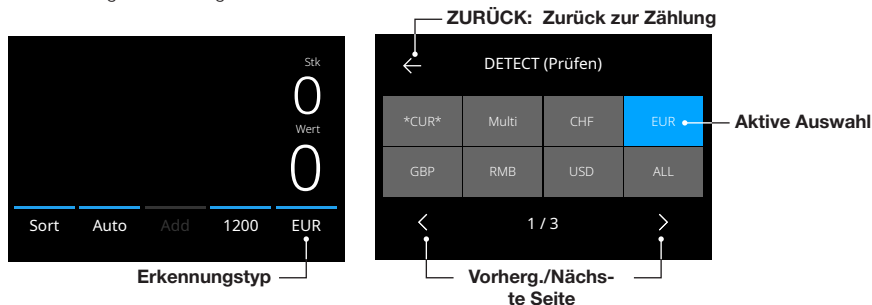 ZURÜCK: Zurück zur Zählung
Stk
0
Wert
0
Sort Auto Add 1200 EUR
Erkennungstyp
DETECT (Prüfen)
*CUR* Multi CHF EUR
GBP RMB USD ALL
Aktive Auswahl
1 / 3
Vorherg./Nächs-
te Seite